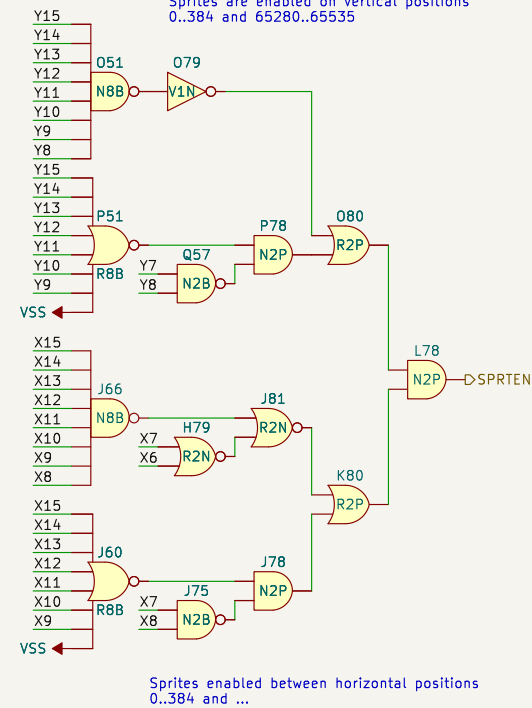 Sprites are enabled on vertical positions
0..384 and 65280..65535
Y15
Y14
Y13
Y12
Y11
Y10
Y9
Y8
O51
N8B
O79
V1N
Y15
Y14
Y13
Y12
Y11
Y10
Y9
VSS
P51
R8B
Y7
Y8
Q57
N2B
P78
N2P
O80
R2P
L78
N2P
SPRTEN
X15
X14
X13
X12
X11
X10
X9
X8
J66
N8B
X7
X6
H79
R2N
J81
R2N
K80
R2P
X15
X14
X13
X12
X11
X10
X9
VSS
J60
R8B
X7
X8
J75
N2B
J78
N2P
Sprites enabled between horizontal positions
0..384 and ...